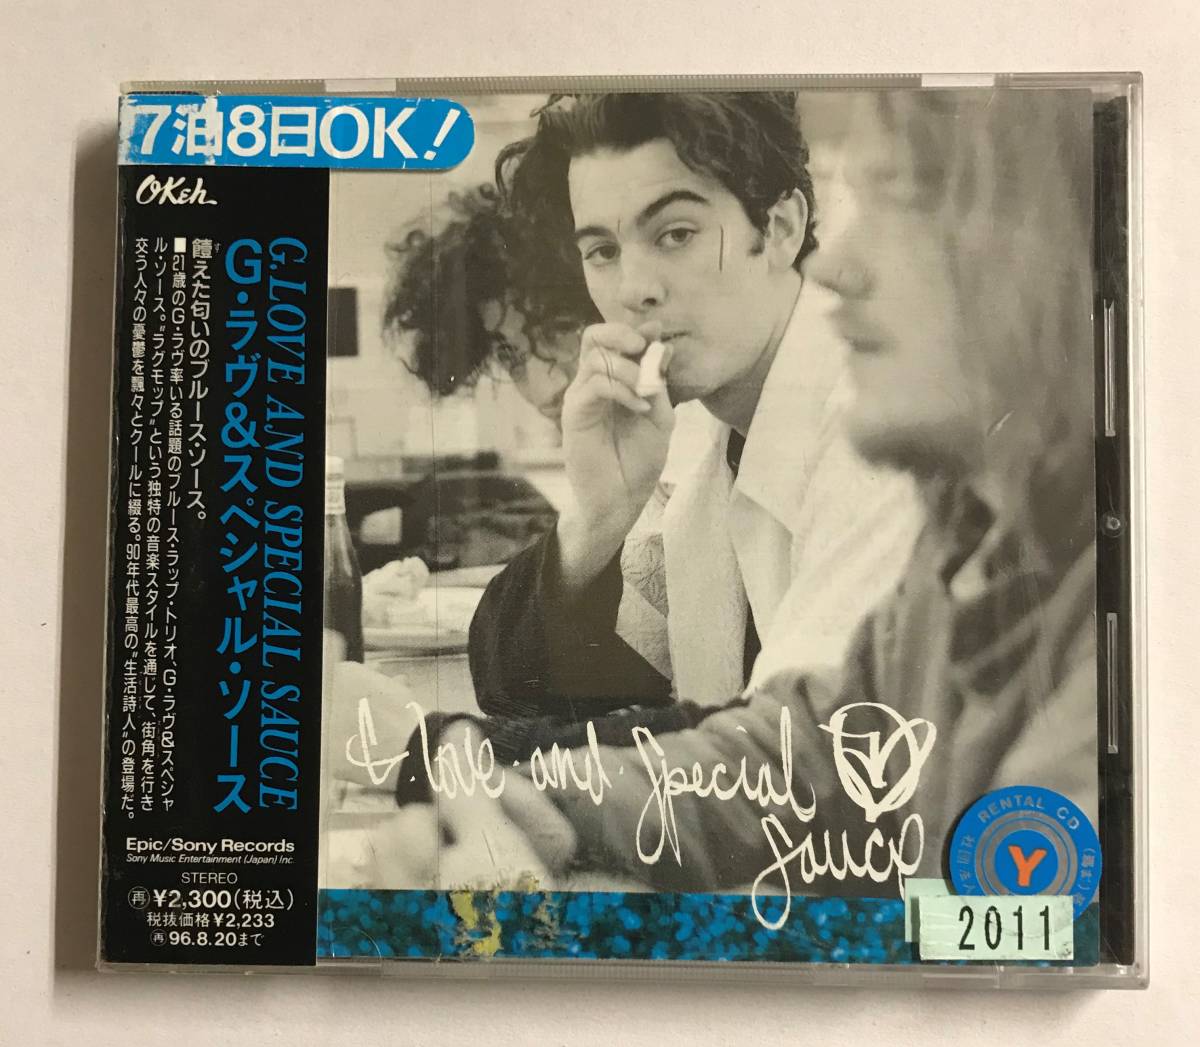 7泊8日OK!
OKeh
G.LOVE AND SPECIAL SAUCE
G・ラヴ&スペシャル・ソース
饐えた匂いのブルース・ソース。
す
■21歳のG・ラヴ率いる話題のブルース・ラップ・トリオ、G・ラヴ&スペシャ
ル・ソース。"ラグモップ"という独特の音楽スタイルを通じて、街角を行き
交う人々の憂鬱を飄々とクールに綴る。90年代最高の"生活詩人"の登場だ。
Epic/Sony Records
Sony Music Entertainment (Japan) Inc.
STEREO
再¥2,300(税込)
税抜価格¥2,233
再96.8.20まで
G. love and Special
Sauce
RENTAL CD
Y
2011